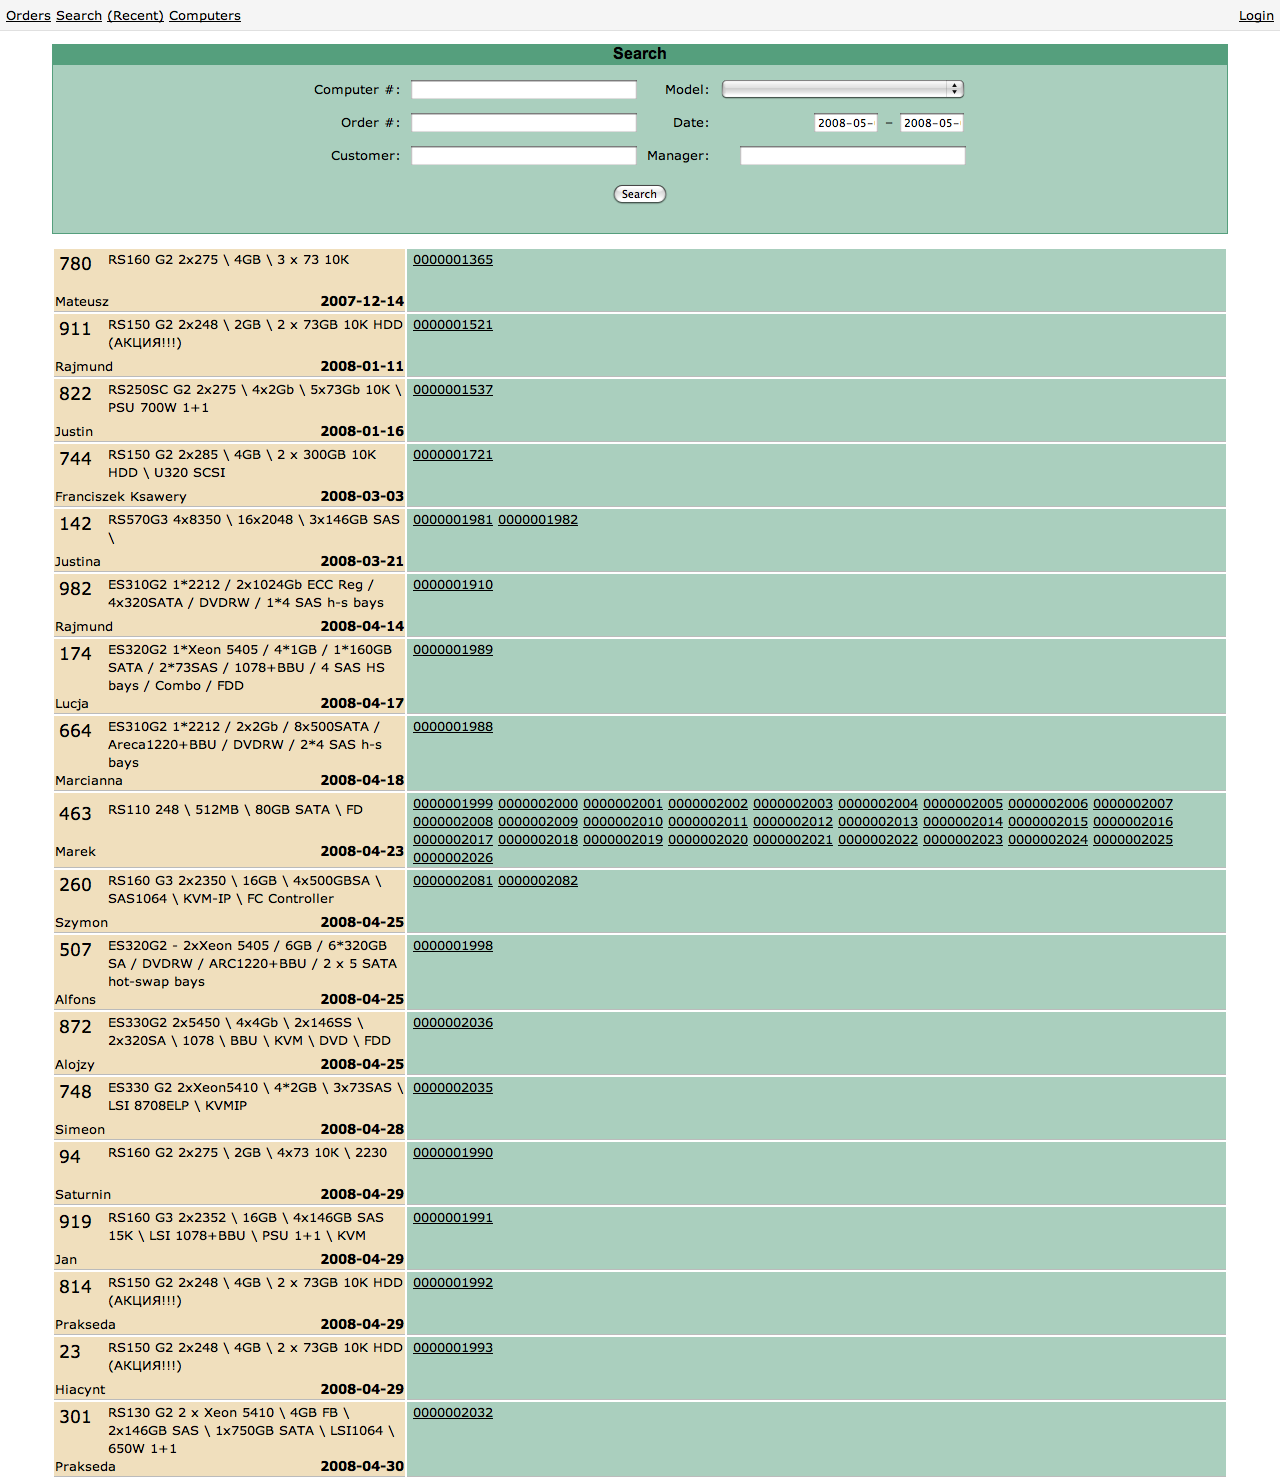 Orders Search (Recent) Computers Login
Search
Computer #: Model:
Order #: Date: 2008-05- – 2008-05-
Customer: Manager:
Search
780 RS160 G2 2x275 \ 4GB \ 3 x 73 10K 0000001365
Mateusz 2007-12-14
911 RS150 G2 2x248 \ 2GB \ 2 x 73GB 10K HDD 0000001521
(АКЦИЯ!!!)
Rajmund 2008-01-11
822 RS250SC G2 2x275 \ 4x2Gb \ 5x73Gb 10K \ 0000001537
PSU 700W 1+1
Justin 2008-01-16
744 RS150 G2 2x285 \ 4GB \ 2 x 300GB 10K 0000001721
HDD \ U320 SCSI
Franciszek Ksawery 2008-03-03
142 RS570G3 4x8350 \ 16x2048 \ 3x146GB SAS 0000001981 0000001982
\
Justina 2008-03-21
982 ES310G2 1*2212 / 2x1024Gb ECC Reg / 0000001910
4x320SATA / DVDRW / 1*4 SAS h-s bays
Rajmund 2008-04-14
174 ES320G2 1*Xeon 5405 / 4*1GB / 1*160GB 0000001989
SATA / 2*73SAS / 1078+BBU / 4 SAS HS
bays / Combo / FDD
Lucja 2008-04-17
664 ES310G2 1*2212 / 2x2Gb / 8x500SATA / 0000001988
Areca1220+BBU / DVDRW / 2*4 SAS h-s
bays
Marcianna 2008-04-18
463 RS110 248 \ 512MB \ 80GB SATA \ FD
Marek 2008-04-23
0000001999 0000002000 0000002001 0000002002 0000002003 0000002004 0000002005 0000002006 0000002007
0000002008 0000002009 0000002010 0000002011 0000002012 0000002013 0000002014 0000002015 0000002016
0000002017 0000002018 0000002019 0000002020 0000002021 0000002022 0000002023 0000002024 0000002025
0000002026
260 RS160 G3 2x2350 \ 16GB \ 4x500GBSA \ 0000002081 0000002082
SAS1064 \ KVM-IP \ FC Controller
Szymon 2008-04-25
507 ES320G2 - 2xXeon 5405 / 6GB / 6*320GB 0000001998
SA / DVDRW / ARC1220+BBU / 2 x 5 SATA
hot-swap bays
Alfons 2008-04-25
872 ES330G2 2x5450 \ 4x4Gb \ 2x146SS \ 0000002036
2x320SA \ 1078 \ BBU \ KVM \ DVD \ FDD
Alojzy 2008-04-25
748 ES330 G2 2xXeon5410 \ 4*2GB \ 3x73SAS \ 0000002035
LSI 8708ELP \ KVMIP
Simeon 2008-04-28
94 RS160 G2 2x275 \ 2GB \ 4x73 10K \ 2230 0000001990
Saturnin 2008-04-29
919 RS160 G3 2x2352 \ 16GB \ 4x146GB SAS 0000001991
15K \ LSI 1078+BBU \ PSU 1+1 \ KVM
Jan 2008-04-29
814 RS150 G2 2x248 \ 4GB \ 2 x 73GB 10K HDD 0000001992
(АКЦИЯ!!!)
Prakseda 2008-04-29
23 RS150 G2 2x248 \ 4GB \ 2 x 73GB 10K HDD 0000001993
(АКЦИЯ!!!)
Hiacynt 2008-04-29
301 RS130 G2 2 x Xeon 5410 \ 4GB FB \ 0000002032
2x146GB SAS \ 1x750GB SATA \ LSI1064 \
650W 1+1
Prakseda 2008-04-30